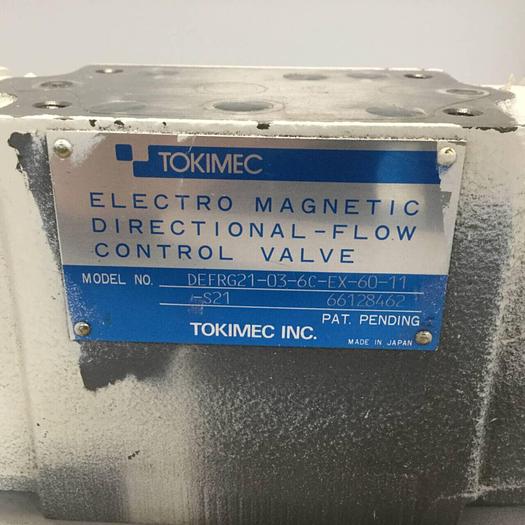 TOKIMEC
ELECTRO MAGNETIC
DIRECTIONAL-FLOW
CONTROL VALVE
MODEL NO. DEFRG21-03-6C-EX-60-11
-S21 66128462
PAT. PENDING
TOKIMEC INC. MADE IN JAPAN